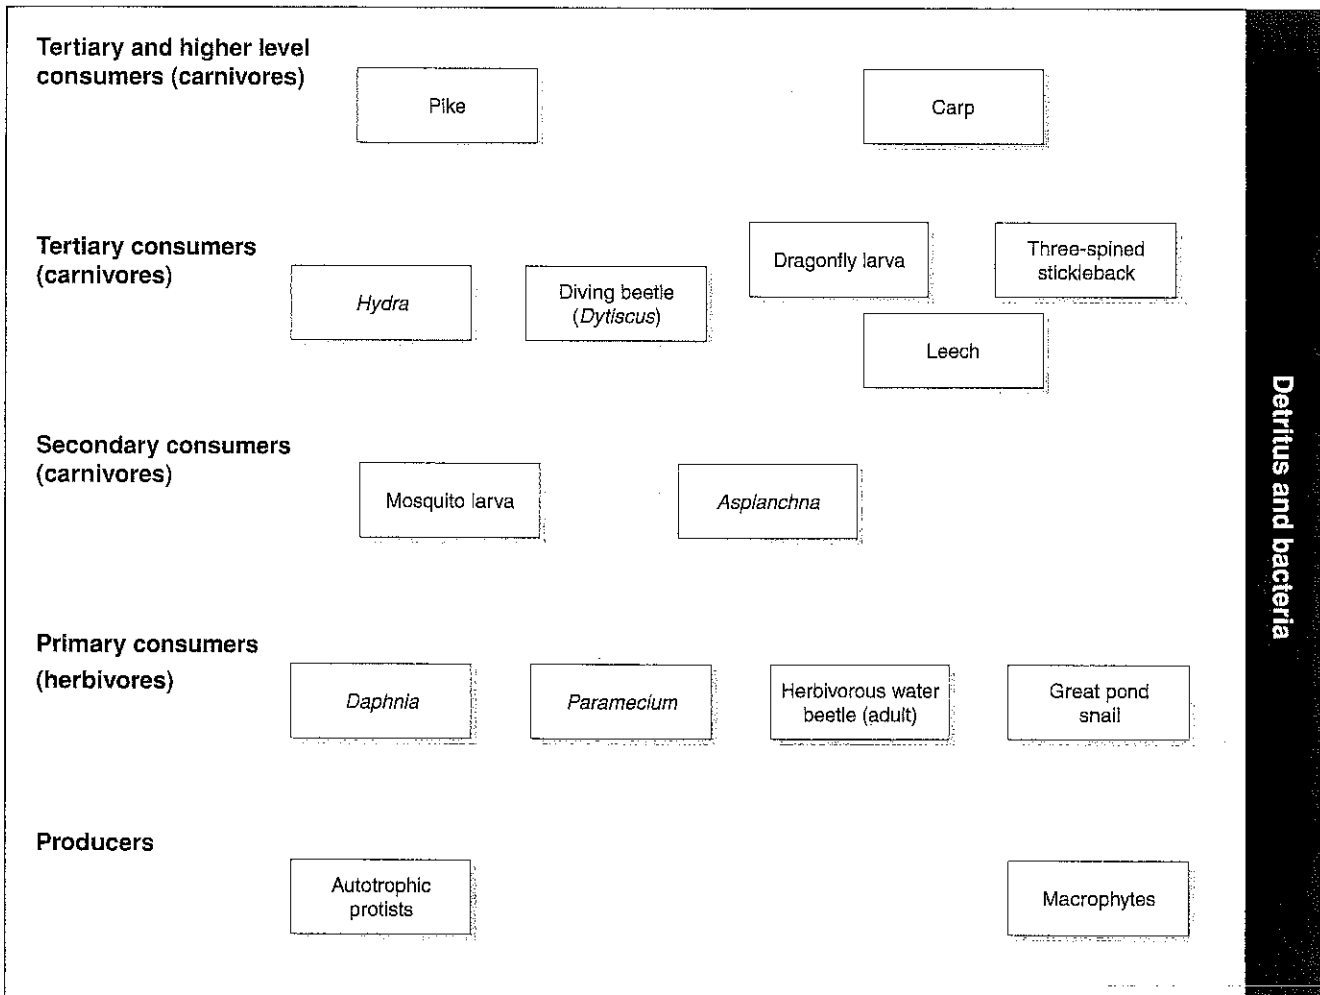 Tertiary and higher level
consumers (carnivores)
Pike
Carp
Tertiary consumers
(carnivores)
Hydra
Diving beetle
(Dytiscus)
Dragonfly larva
Three-spined
stickleback
Leech
Secondary consumers
(carnivores)
Mosquito larva
Asplanchna
Primary consumers
(herbivores)
Daphnia
Paramecium
Herbivorous water
beetle (adult)
Great pond
snail
Producers
Autotrophic
protists
Macrophytes
Detritus and bacteria